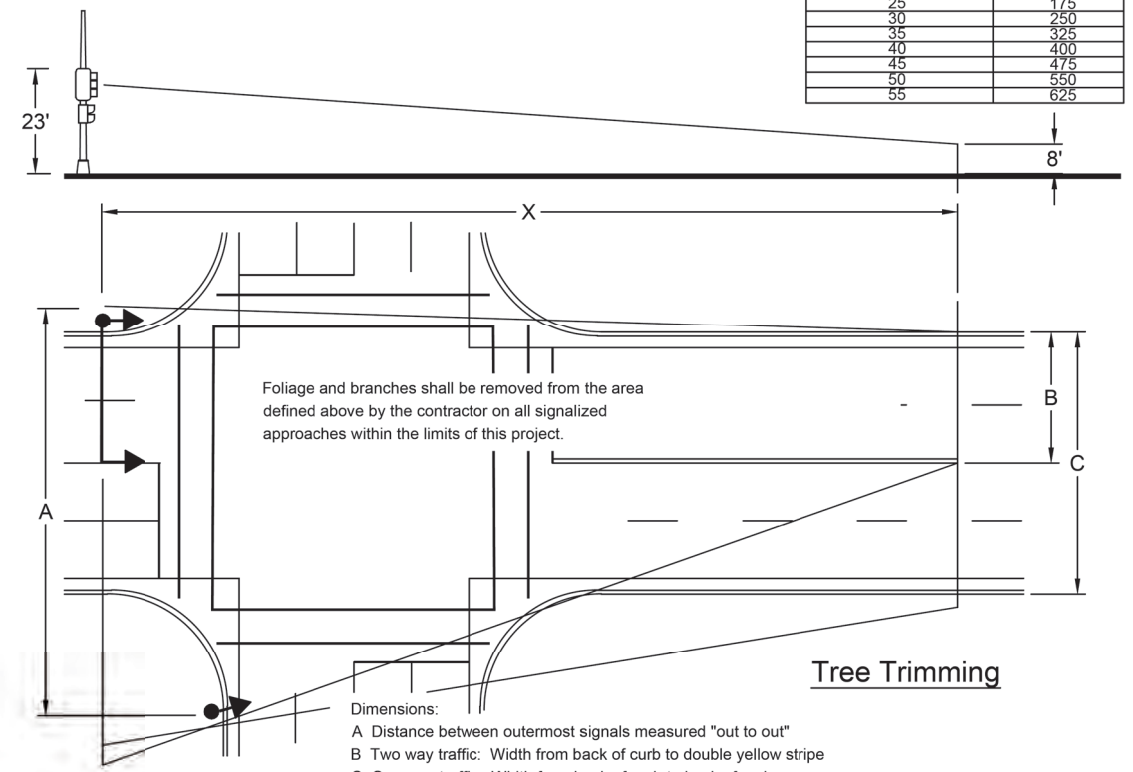 25 175
30 250
35 325
40 400
45 475
50 550
55 625
23'
8'
X
Foliage and branches shall be removed from the area
defined above by the contractor on all signalized
approaches within the limits of this project.
B
C
A
Tree Trimming
Dimensions:
A Distance between outermost signals measured "out to out"
B Two way traffic: Width from back of curb to double yellow stripe